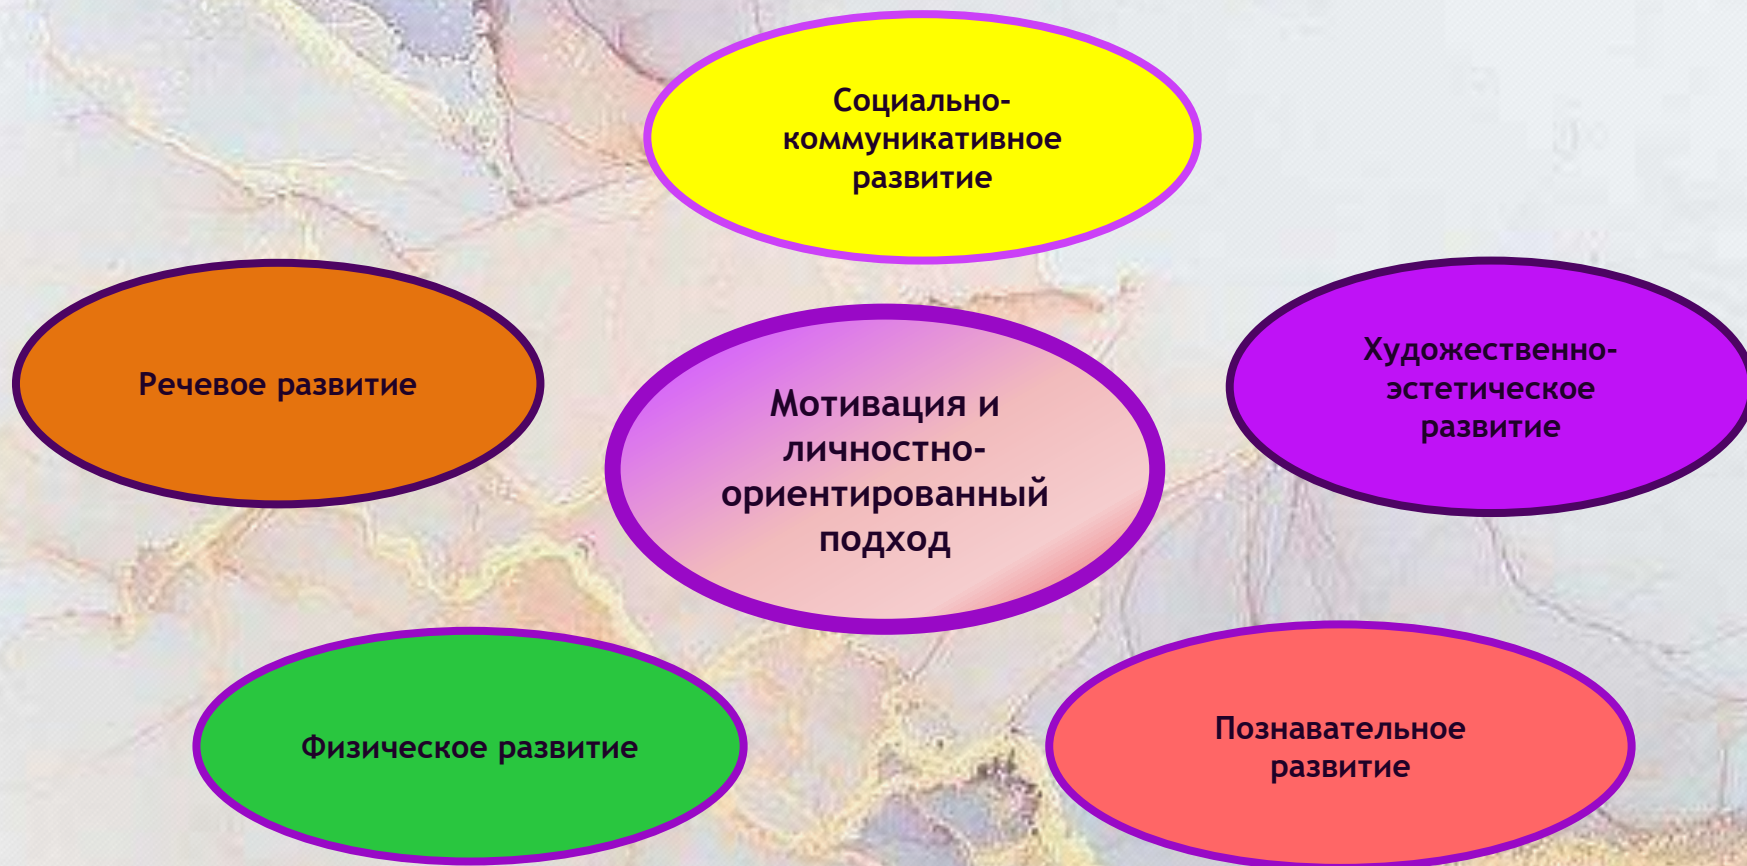 Социально-
коммуникативное
развитие
Речевое развитие
Художественно-
эстетическое
развитие
Мотивация и
личностно-
ориентированный
подход
Физическое развитие
Познавательное
развитие